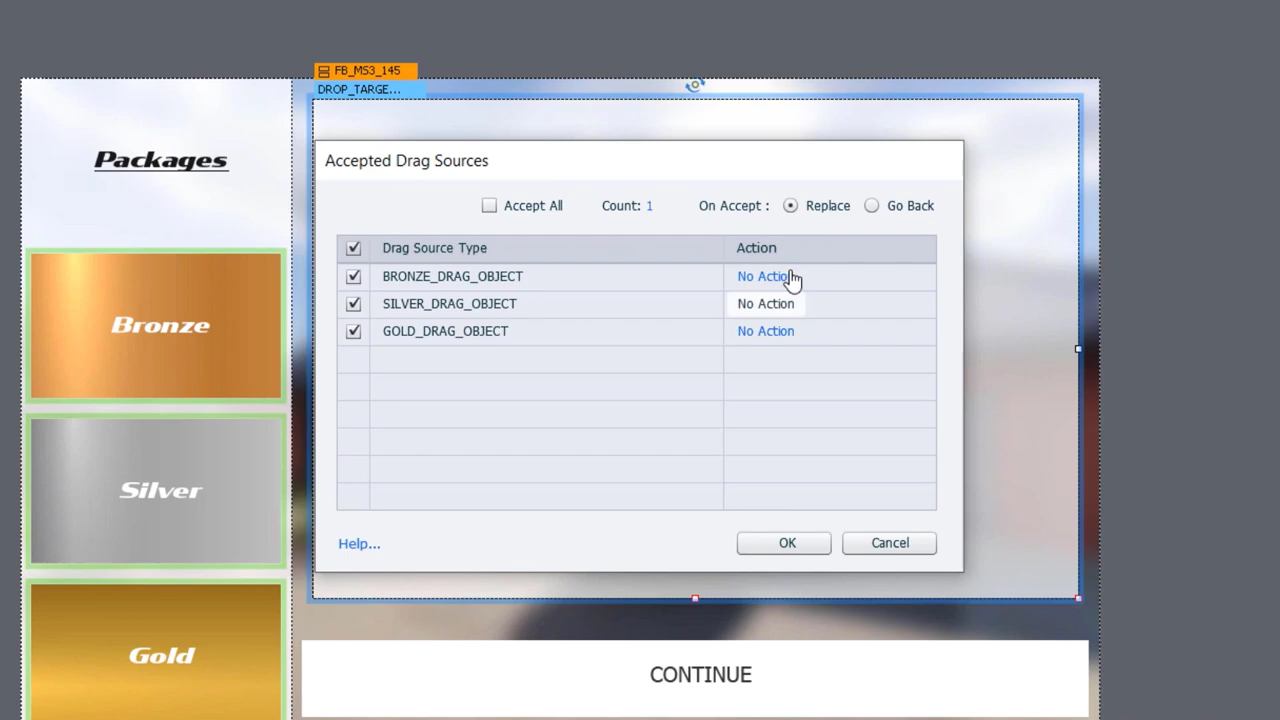 FB_MS3_145
DROP_TARGE...
Packages
Accepted Drag Sources
Accept All Count: 1 On Accept : Replace Go Back
Drag Source Type Action
BRONZE_DRAG_OBJECT No Action
SILVER_DRAG_OBJECT No Action
GOLD_DRAG_OBJECT No Action
Bronze
Silver
Help... OK Cancel
Gold
CONTINUE